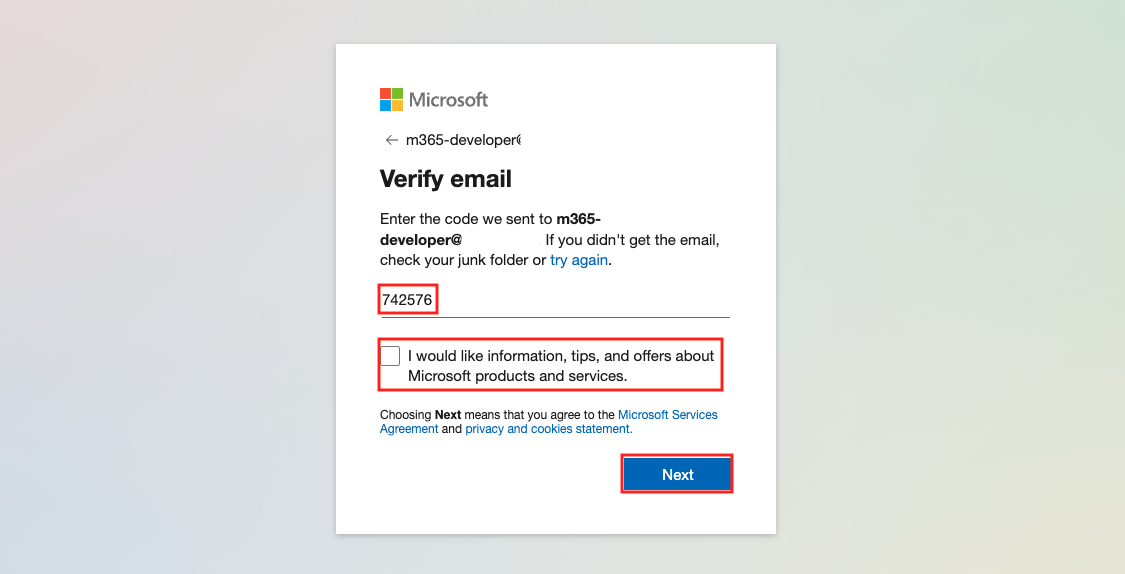 Microsoft
← m365-developer@
Verify email
Enter the code we sent to m365-
developer@ If you didn't get the email,
check your junk folder or try again.
742576
I would like information, tips, and offers about
Microsoft products and services.
Choosing Next means that you agree to the Microsoft Services
Agreement and privacy and cookies statement.
Next